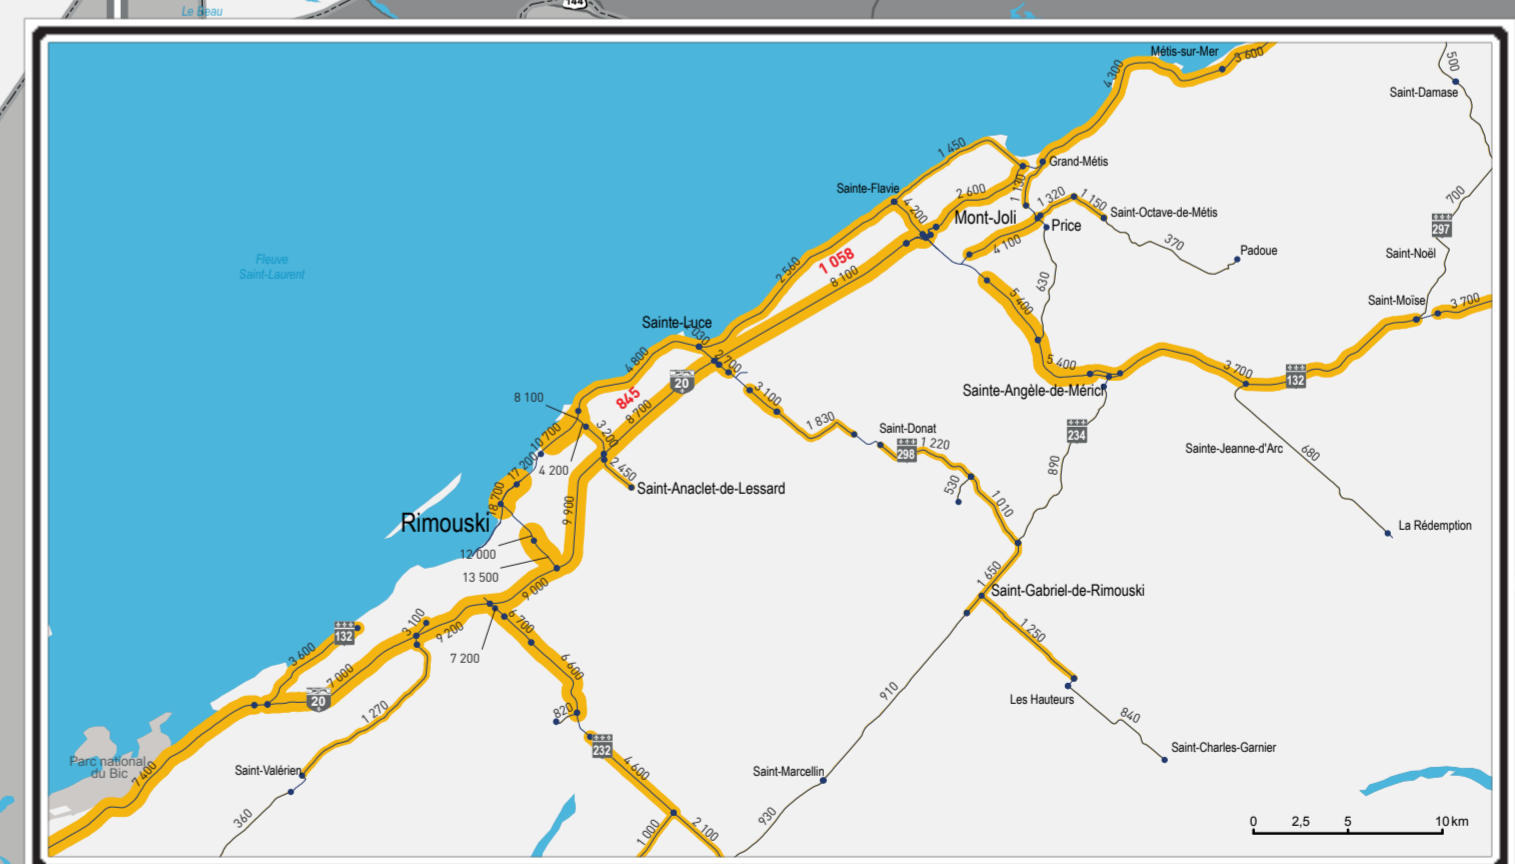 Le Beau
144
Métis-sur-Mer
3 600
500
4 300
Saint-Damase
1 450
Grand-Métis
Sainte-Flavie
2 600
1 130
1 320
1 150
700
4 200
Mont-Joli
Saint-Octave-de-Métis
Price
297
4 100
370
Padoue
Saint-Noël
Fleuve
Saint-Laurent
2 560
1 058
8 100
630
5 400
Saint-Moïse
3 700
Sainte-Luce
4 800
2 700
5 400
3 700
132
20
Sainte-Angèle-de-Mérici
8 100
845
8 700
3 100
1 830
Saint-Donat
234
10 700
3 200
298
1 220
Sainte-Jeanne-d'Arc
680
17 200
4 200
2 450
890
530
18 700
Saint-Anaclet-de-Lessard
1 010
Rimouski
9 900
La Rédemption
12 000
13 500
9 000
1 650
Saint-Gabriel-de-Rimouski
3 100
6 700
132
9 200
1 250
3 600
7 200
7 000
6 600
20
910
Les Hauteurs
1 270
820
840
232
Saint-Charles-Garnier
Parc national
du Bic
7 400
Saint-Valérien
4 600
Saint-Marcellin
360
930
1 000
2 100
0 2,5 5 10 km